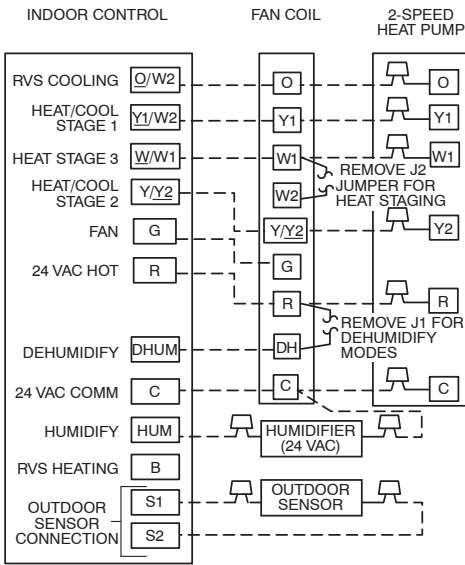 INDOOR CONTROL
FAN COIL
2-SPEED
HEAT PUMP
RVS COOLING
O/W2
O
O
HEAT/COOL
STAGE 1
Y1/W2
Y1
Y1
HEAT STAGE 3
W/W1
W1
W1
REMOVE J2
JUMPER FOR
HEAT STAGING
HEAT/COOL
STAGE 2
Y/Y2
W2
Y/Y2
Y2
FAN
G
G
24 VAC HOT
R
R
R
REMOVE J1 FOR
DEHUMIDIFY
MODES
DEHUMIDIFY
DHUM
DH
24 VAC COMM
C
C
C
HUMIDIFY
HUM
HUMIDIFIER
(24 VAC)
RVS HEATING
B
OUTDOOR
SENSOR
CONNECTION
S1
S2
OUTDOOR
SENSOR